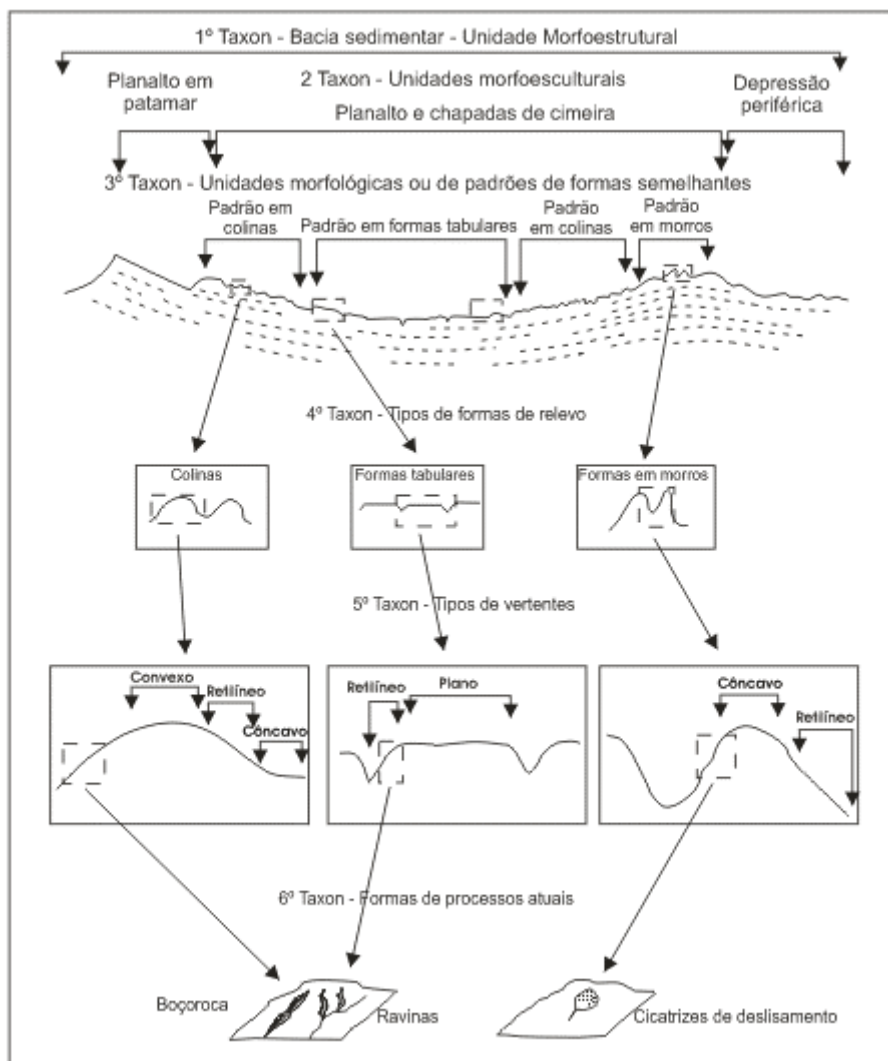 1º Taxon - Bacia sedimentar - Unidade Morfoestrutural
Planalto em
patamar
2 Taxon - Unidades morfoesculturais
Depressão
periférica
Planalto e chapadas de cimeira
3º Taxon - Unidades morfológicas ou de padrões de formas semelhantes
Padrão em
colinas
Padrão em formas tabulares
Padrão
em colinas
Padrão
em morros
4º Taxon - Tipos de formas de relevo
Colinas
Formas tabulares
Formas em morros
5º Taxon - Tipos de vertentes
Convexo
Retilíneo
Côncavo
Retilíneo
Plano
Côncavo
Retilíneo
6º Taxon - Formas de processos atuais
Boçoroca
Ravinas
Cicatrizes de deslisamento